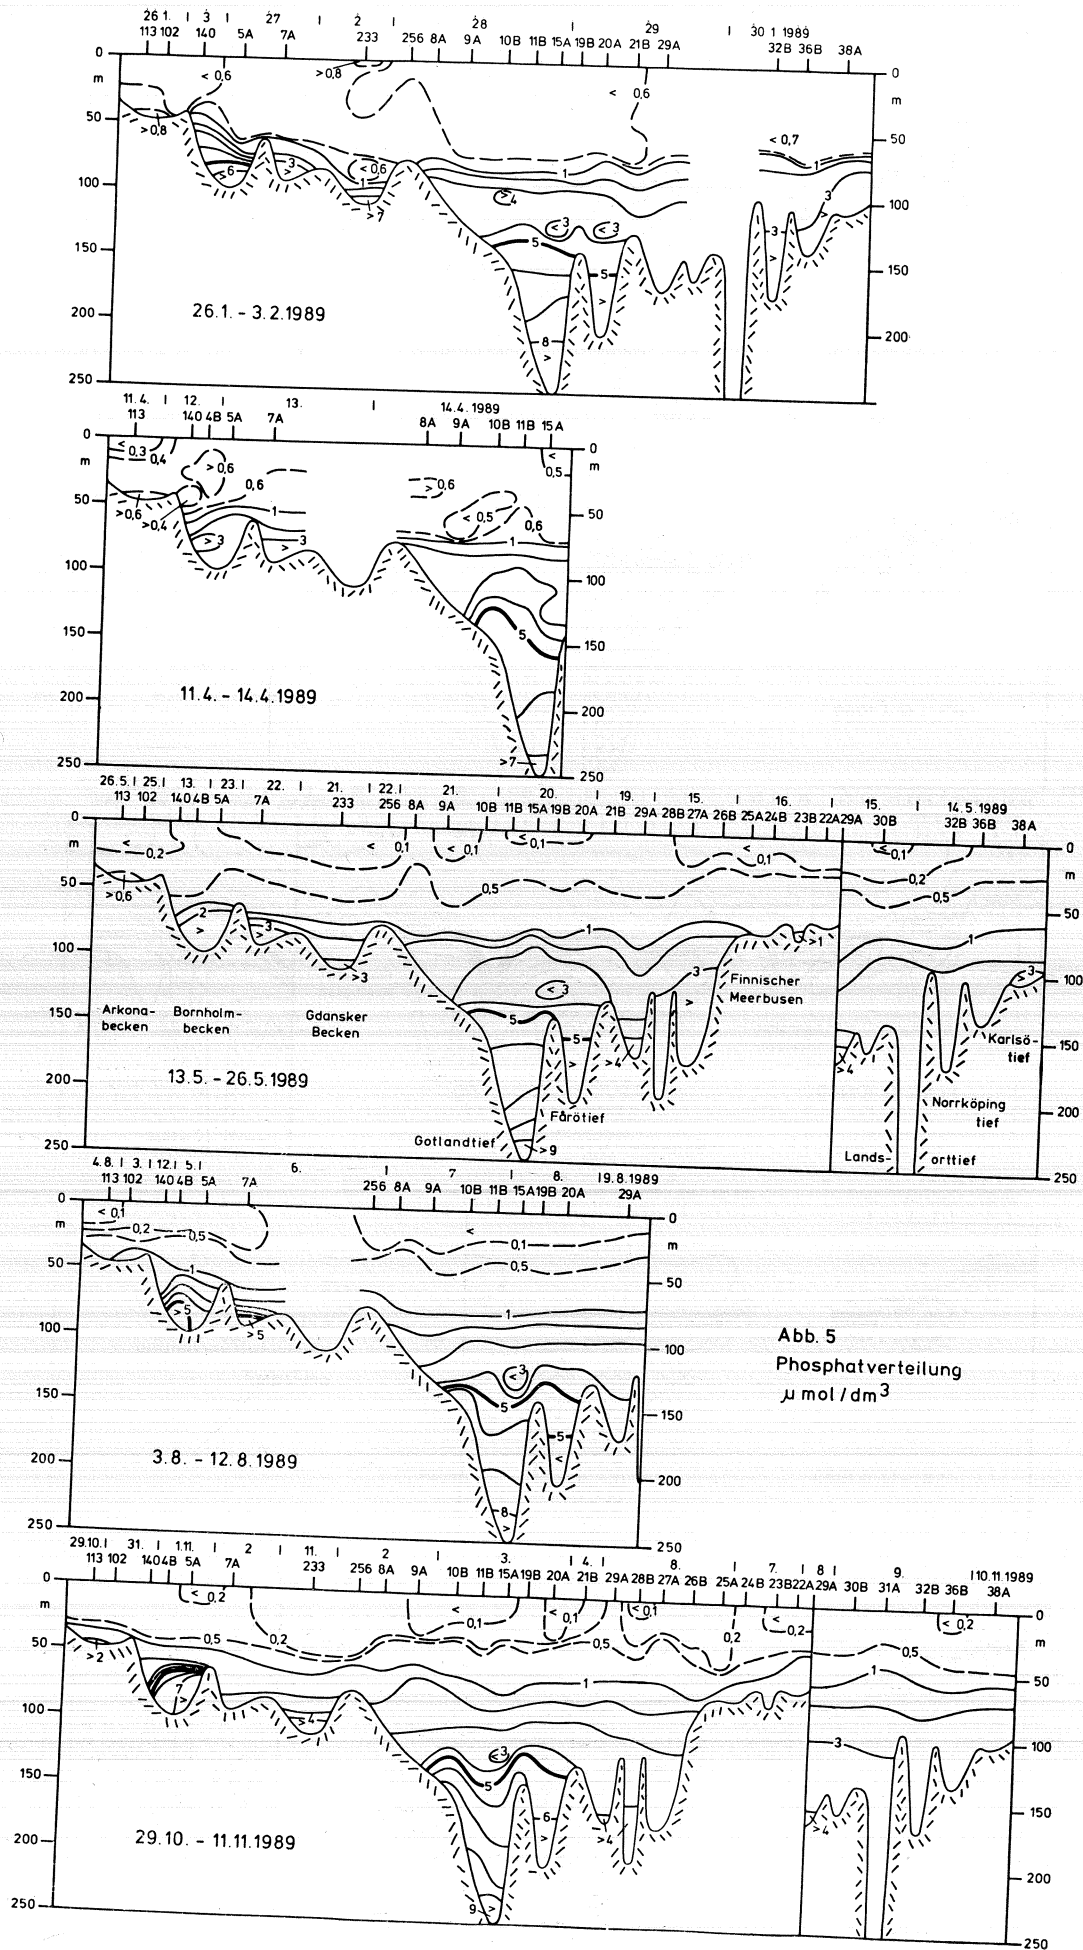 26 1. I 3 I 27 I 2 I 28 I 29 I 30 1 1989
113 102 140 5A 7A 233 256 8A 9A 10B 11B 15A 19B 20A 21B 29A 32B 36B 38A
0 m 50 100 150 200 250
0 m 50 100 150 200
< 0,6 >0,8 < 0,6 < 0,7
>0,8 >6 3 > <0,6 1 >7 1 >4 <3 <3 5 5 > 8 > 1 3 > 3 >
26.1. – 3.2.1989
11.4. I 12. I 13. I 14.4.1989
113 140 4B 5A 7A 8A 9A 10B 11B 15A
0 m 50 100 150 200 250
0 m 50 100 150 200 250
< 0,3 0,4 >0,6 0,6 >0,6 < 0,5 0,6 < 0,5
>0,6 >0,4 1 >3 3 > 1 5 >7
11.4. – 14.4.1989
26.5. I 25. I 13. I 23. I 22. I 21. I 22. I 21. I 20. I 19. I 15. I 16. I 15. I 14.5.1989
113 102 140 4B 5A 7A 233 256 8A 9A 10B 11B 15A 19B 20A 21B 29A 28B 27A 26B 25A 24B 23B 22A 29A 30B 32B 36B 38A
0 m 50 100 150 200 250
0 m 50 100 150 200 250
< 0,2 < 0,1 <0,1 <0,1 < 0,1 <0,1 0,2
0,5 0,5
>0,6 2 > 3 > >3 1 <3 3 > >1 1 >3
Finnischer
Meerbusen
Arkona-
becken
Bornholm-
becken
Gdansker
Becken
5 5 > >4 >4
Karlsö-
tief
13.5. – 26.5.1989
Fårötief
Norrköping
tief
Gotlandtief >9
Lands-
orttief
4.8. I 3. I 12. I 5. I 6. I 7 I 8. I 9.8.1989
113 102 140 4B 5A 7A 256 8A 9A 10B 11B 15A 19B 20A 29A
0 m 50 100 150 200 250
0 m 50 100 150 200 250
< 0,1 0,2 0,5 < 0,1 0,5
1 >5 >5 1 <3 5 5 < 8 >
3.8. – 12.8.1989
Abb. 5
Phosphatverteilung
μ mol/dm³
29.10. I 31. I 1.11. I 2 I 11. I 2 I 3. I 4. I 8. I 7. I 8 I 9. I 10.11.1989
113 102 140 4B 5A 7A 233 256 8A 9A 10B 11B 15A 19B 20A 21B 29A 28B 27A 26B 25A 24B 23B 22A 29A 30B 31A 32B 36B 38A
0 m 50 100 150 200 250
0 m 50 100 150 200 250
< 0,2 < 0,1 < 0,1 <0,1 < 0,2 < 0,2
0,5 0,2 0,5 0,2 0,5
>2 7 > >4 1 <3 5 6 > >4 9 > 1 3 >4
29.10. – 11.11.1989